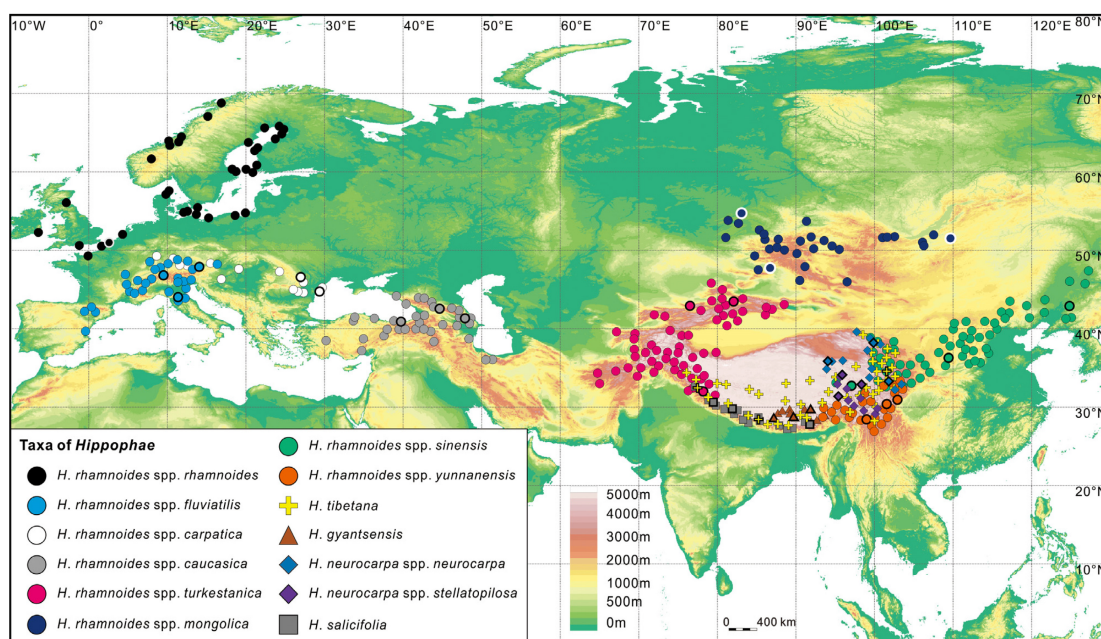 10°W 0° 10°E 20°E 30°E 40°E 50°E 60°E 70°E 80°E 90°E 100°E 110°E 120°E 80°N
70°N
60°N
50°N
40°N
30°N
20°N
10°N
Taxa of Hippophae
H. rhamnoides spp. rhamnoides
H. rhamnoides spp. fluviatilis
H. rhamnoides spp. carpatica
H. rhamnoides spp. caucasica
H. rhamnoides spp. turkestanica
H. rhamnoides spp. mongolica
H. rhamnoides spp. sinensis
H. rhamnoides spp. yunnanensis
H. tibetana
H. gyantsensis
H. neurocarpa spp. neurocarpa
H. neurocarpa spp. stellatopilosa
H. salicifolia
5000m
4000m
3000m
2000m
1000m
500m
0m
0 400 km